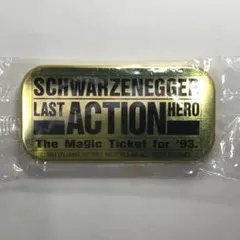 SCHWARZENEGGER
LAST ACTION HERO
The Magic Ticket for '93.